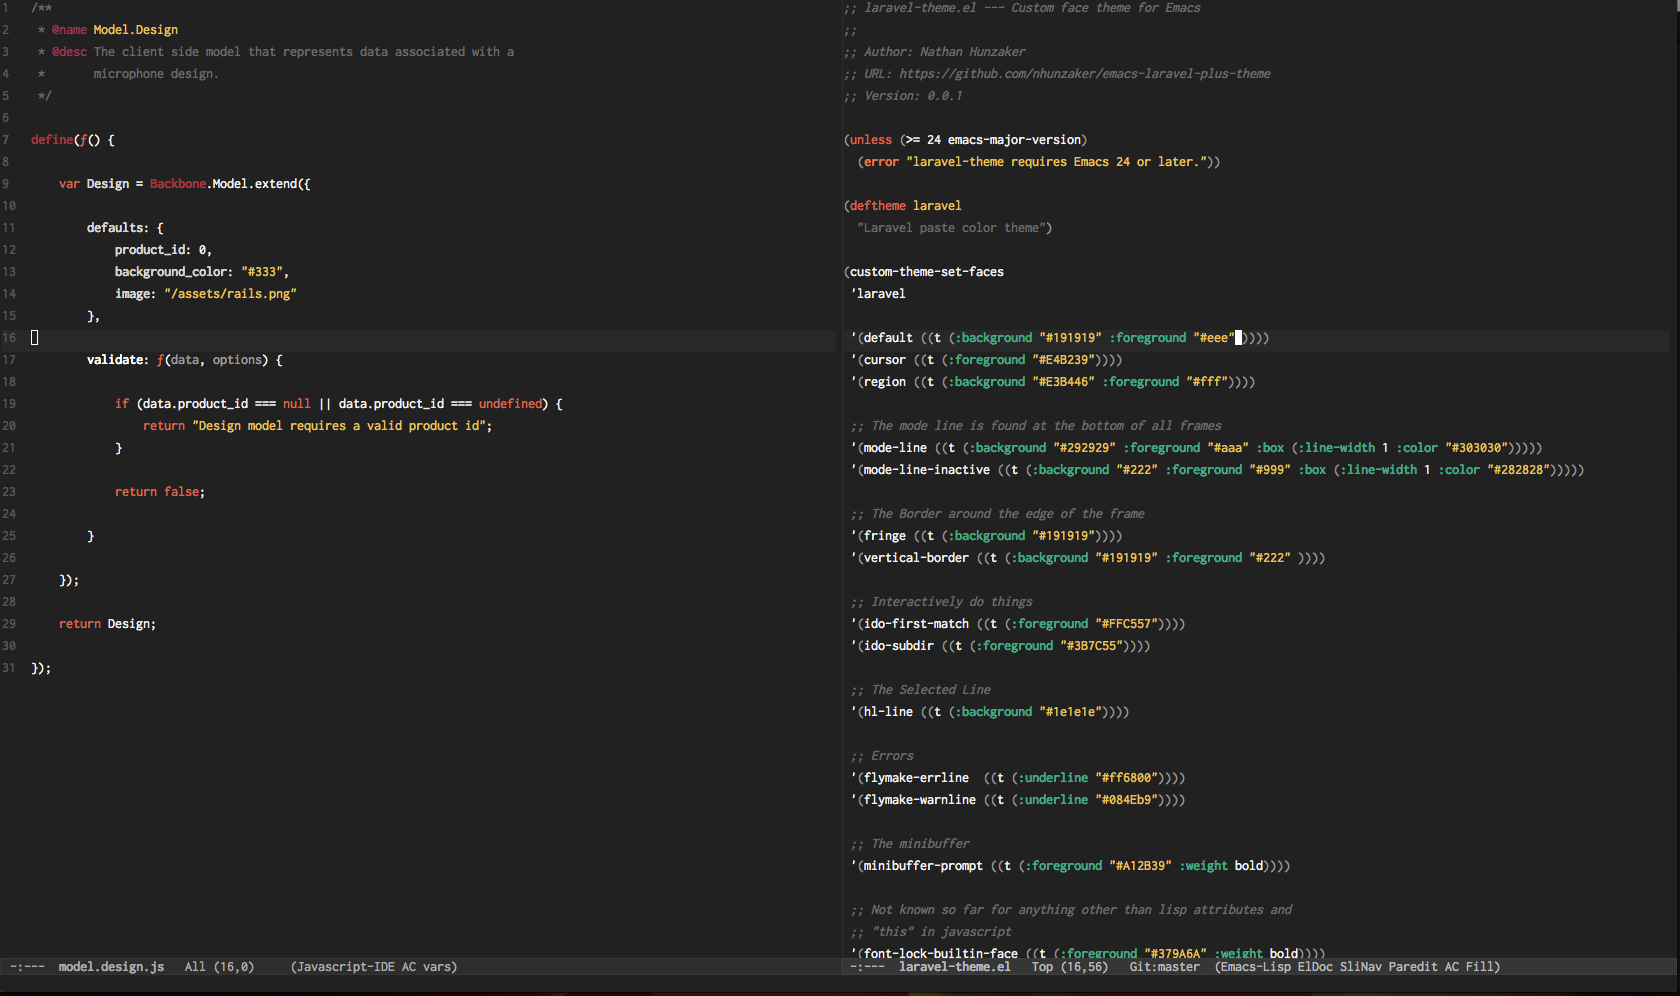 1 /**
2 * @name Model.Design
3 * @desc The client side model that represents data associated with a
4 * microphone design.
5 */
6
7 define(ƒ() {
8
9 var Design = Backbone.Model.extend({
10
11 defaults: {
12 product_id: 0,
13 background_color: "#333",
14 image: "/assets/rails.png"
15 },
16
17 validate: ƒ(data, options) {
18
19 if (data.product_id === null || data.product_id === undefined) {
20 return "Design model requires a valid product id";
21 }
22
23 return false;
24
25 }
26
27 });
28
29 return Design;
30
31 });
-:--- model.design.js All (16,0) (Javascript-IDE AC vars)
;; laravel-theme.el --- Custom face theme for Emacs
;;
;; Author: Nathan Hunzaker
;; URL: https://github.com/nhunzaker/emacs-laravel-plus-theme
;; Version: 0.0.1
(unless (>= 24 emacs-major-version)
(error "laravel-theme requires Emacs 24 or later."))
(deftheme laravel
"Laravel paste color theme")
(custom-theme-set-faces
'laravel
'(default ((t (:background "#191919" :foreground "#eee"))))
'(cursor ((t (:foreground "#E4B239"))))
'(region ((t (:background "#E3B446" :foreground "#fff"))))
;; The mode line is found at the bottom of all frames
'(mode-line ((t (:background "#292929" :foreground "#aaa" :box (:line-width 1 :color "#303030")))))
'(mode-line-inactive ((t (:background "#222" :foreground "#999" :box (:line-width 1 :color "#282828")))))
;; The Border around the edge of the frame
'(fringe ((t (:background "#191919"))))
'(vertical-border ((t (:background "#191919" :foreground "#222" ))))
;; Interactively do things
'(ido-first-match ((t (:foreground "#FFC557"))))
'(ido-subdir ((t (:foreground "#3B7C55"))))
;; The Selected Line
'(hl-line ((t (:background "#1e1e1e"))))
;; Errors
'(flymake-errline ((t (:underline "#ff6800"))))
'(flymake-warnline ((t (:underline "#084Eb9"))))
;; The minibuffer
'(minibuffer-prompt ((t (:foreground "#A12B39" :weight bold))))
;; Not known so far for anything other than lisp attributes and
;; "this" in javascript
'(font-lock-builtin-face ((t (:foreground "#379A6A" :weight bold))))
-:--- laravel-theme.el Top (16,56) Git:master (Emacs-Lisp ElDoc SliNav Paredit AC Fill)